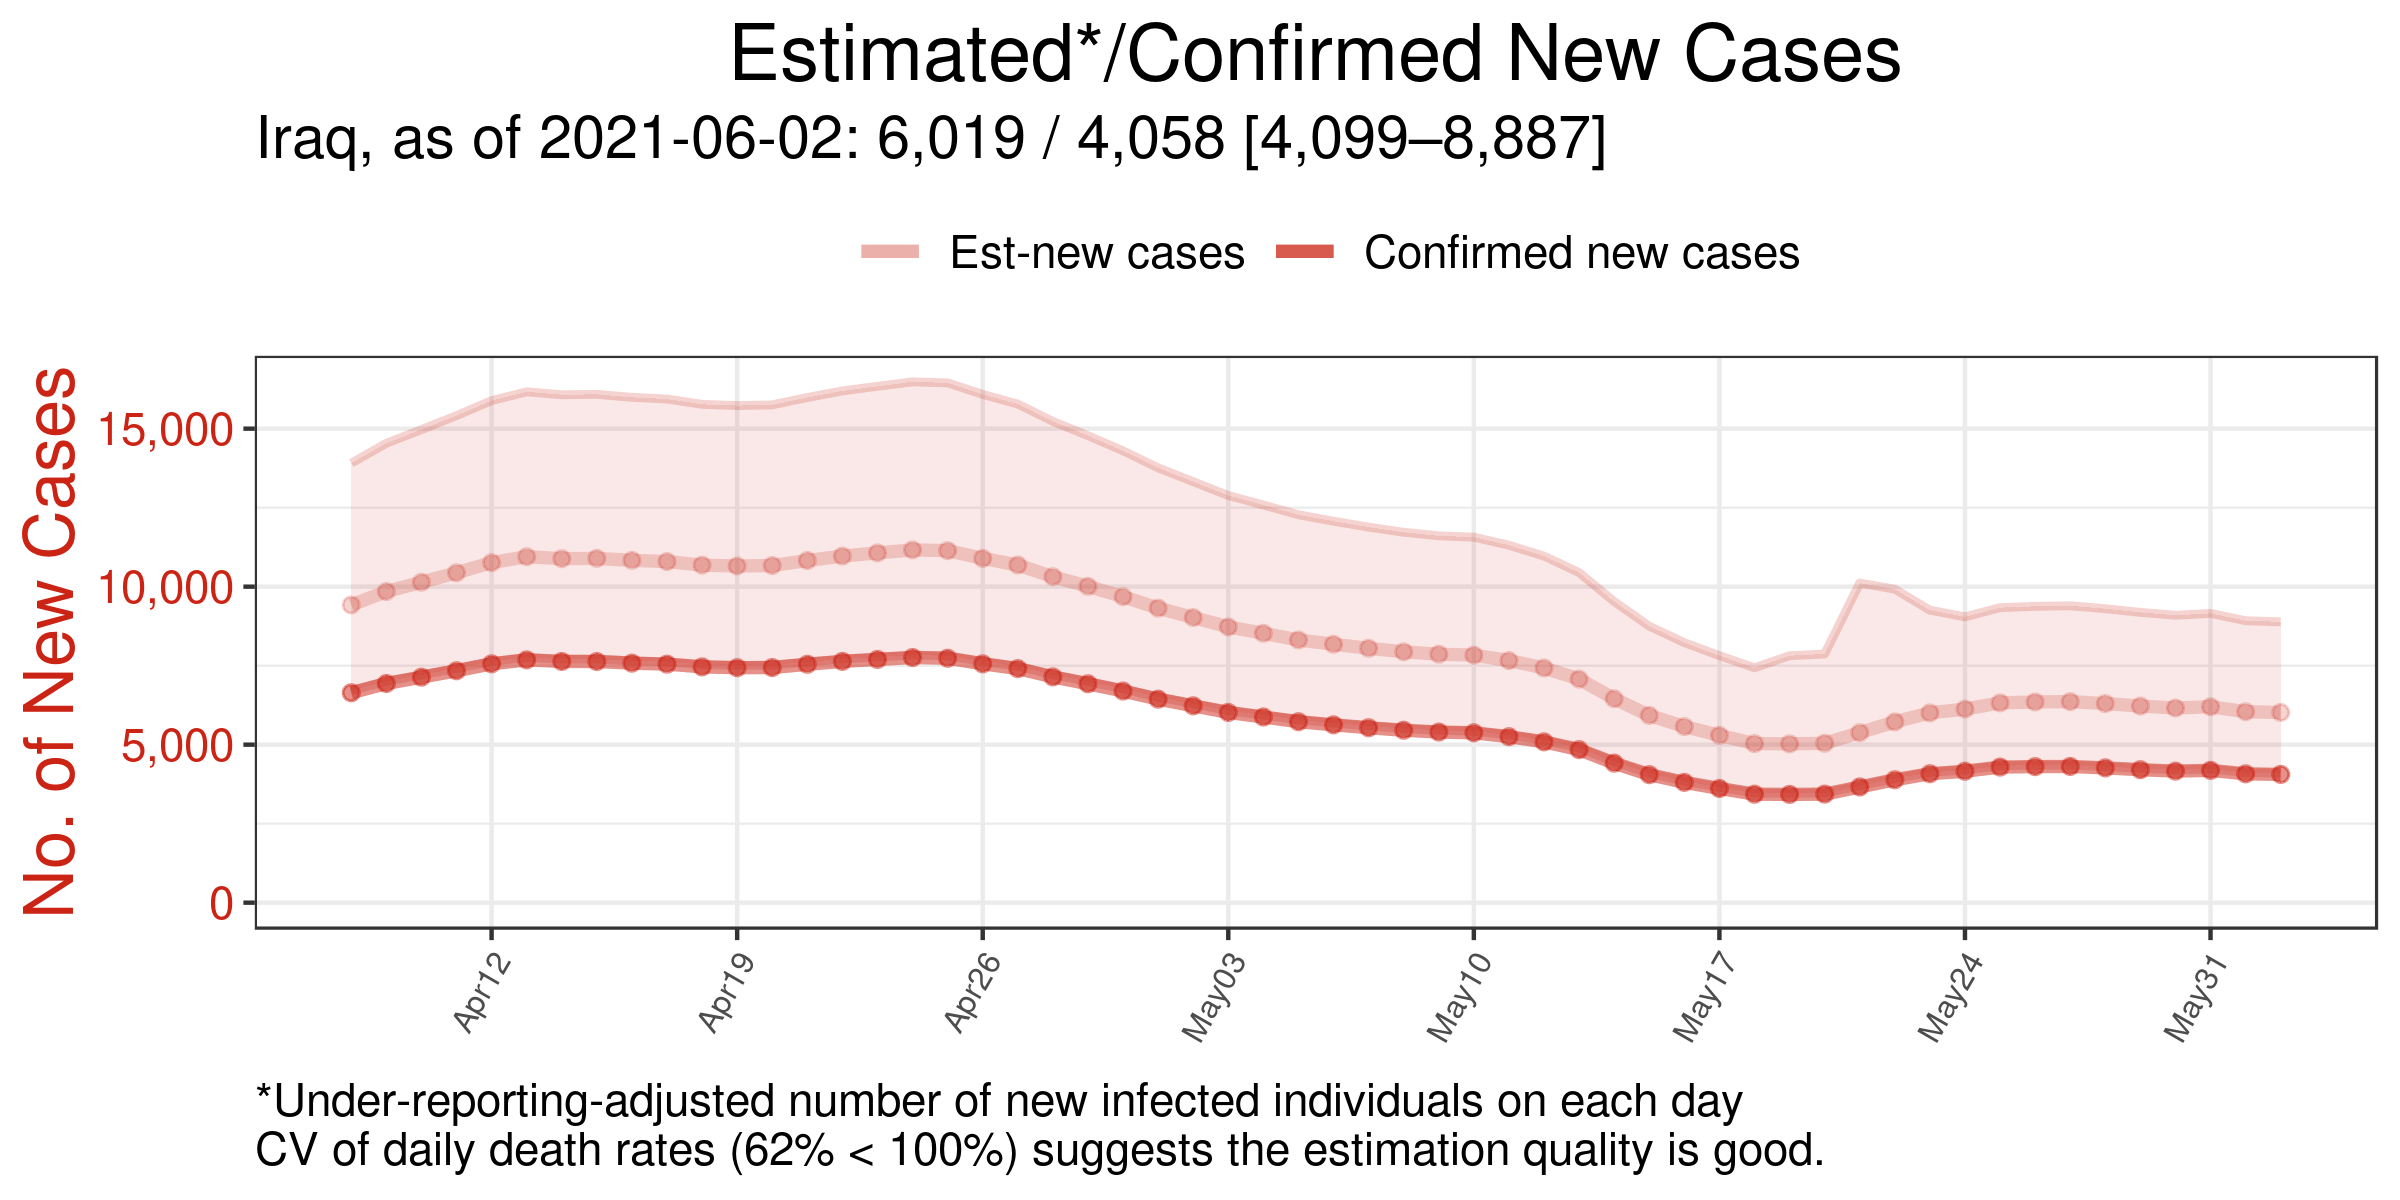 Estimated*/Confirmed New Cases
Iraq, as of 2021-06-02: 6,019 / 4,058 [4,099–8,887]
Est-new cases Confirmed new cases
No. of New Cases
15,000
10,000
5,000
0
Apr12 Apr19 Apr26 May03 May10 May17 May24 May31
*Under-reporting-adjusted number of new infected individuals on each day
CV of daily death rates (62% < 100%) suggests the estimation quality is good.